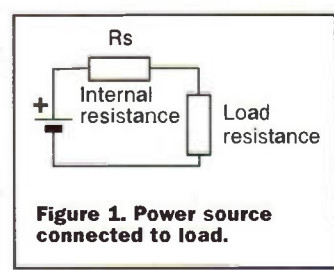 Rs
+
Internal
resistance
Load
resistance
Figure 1. Power source
connected to load.